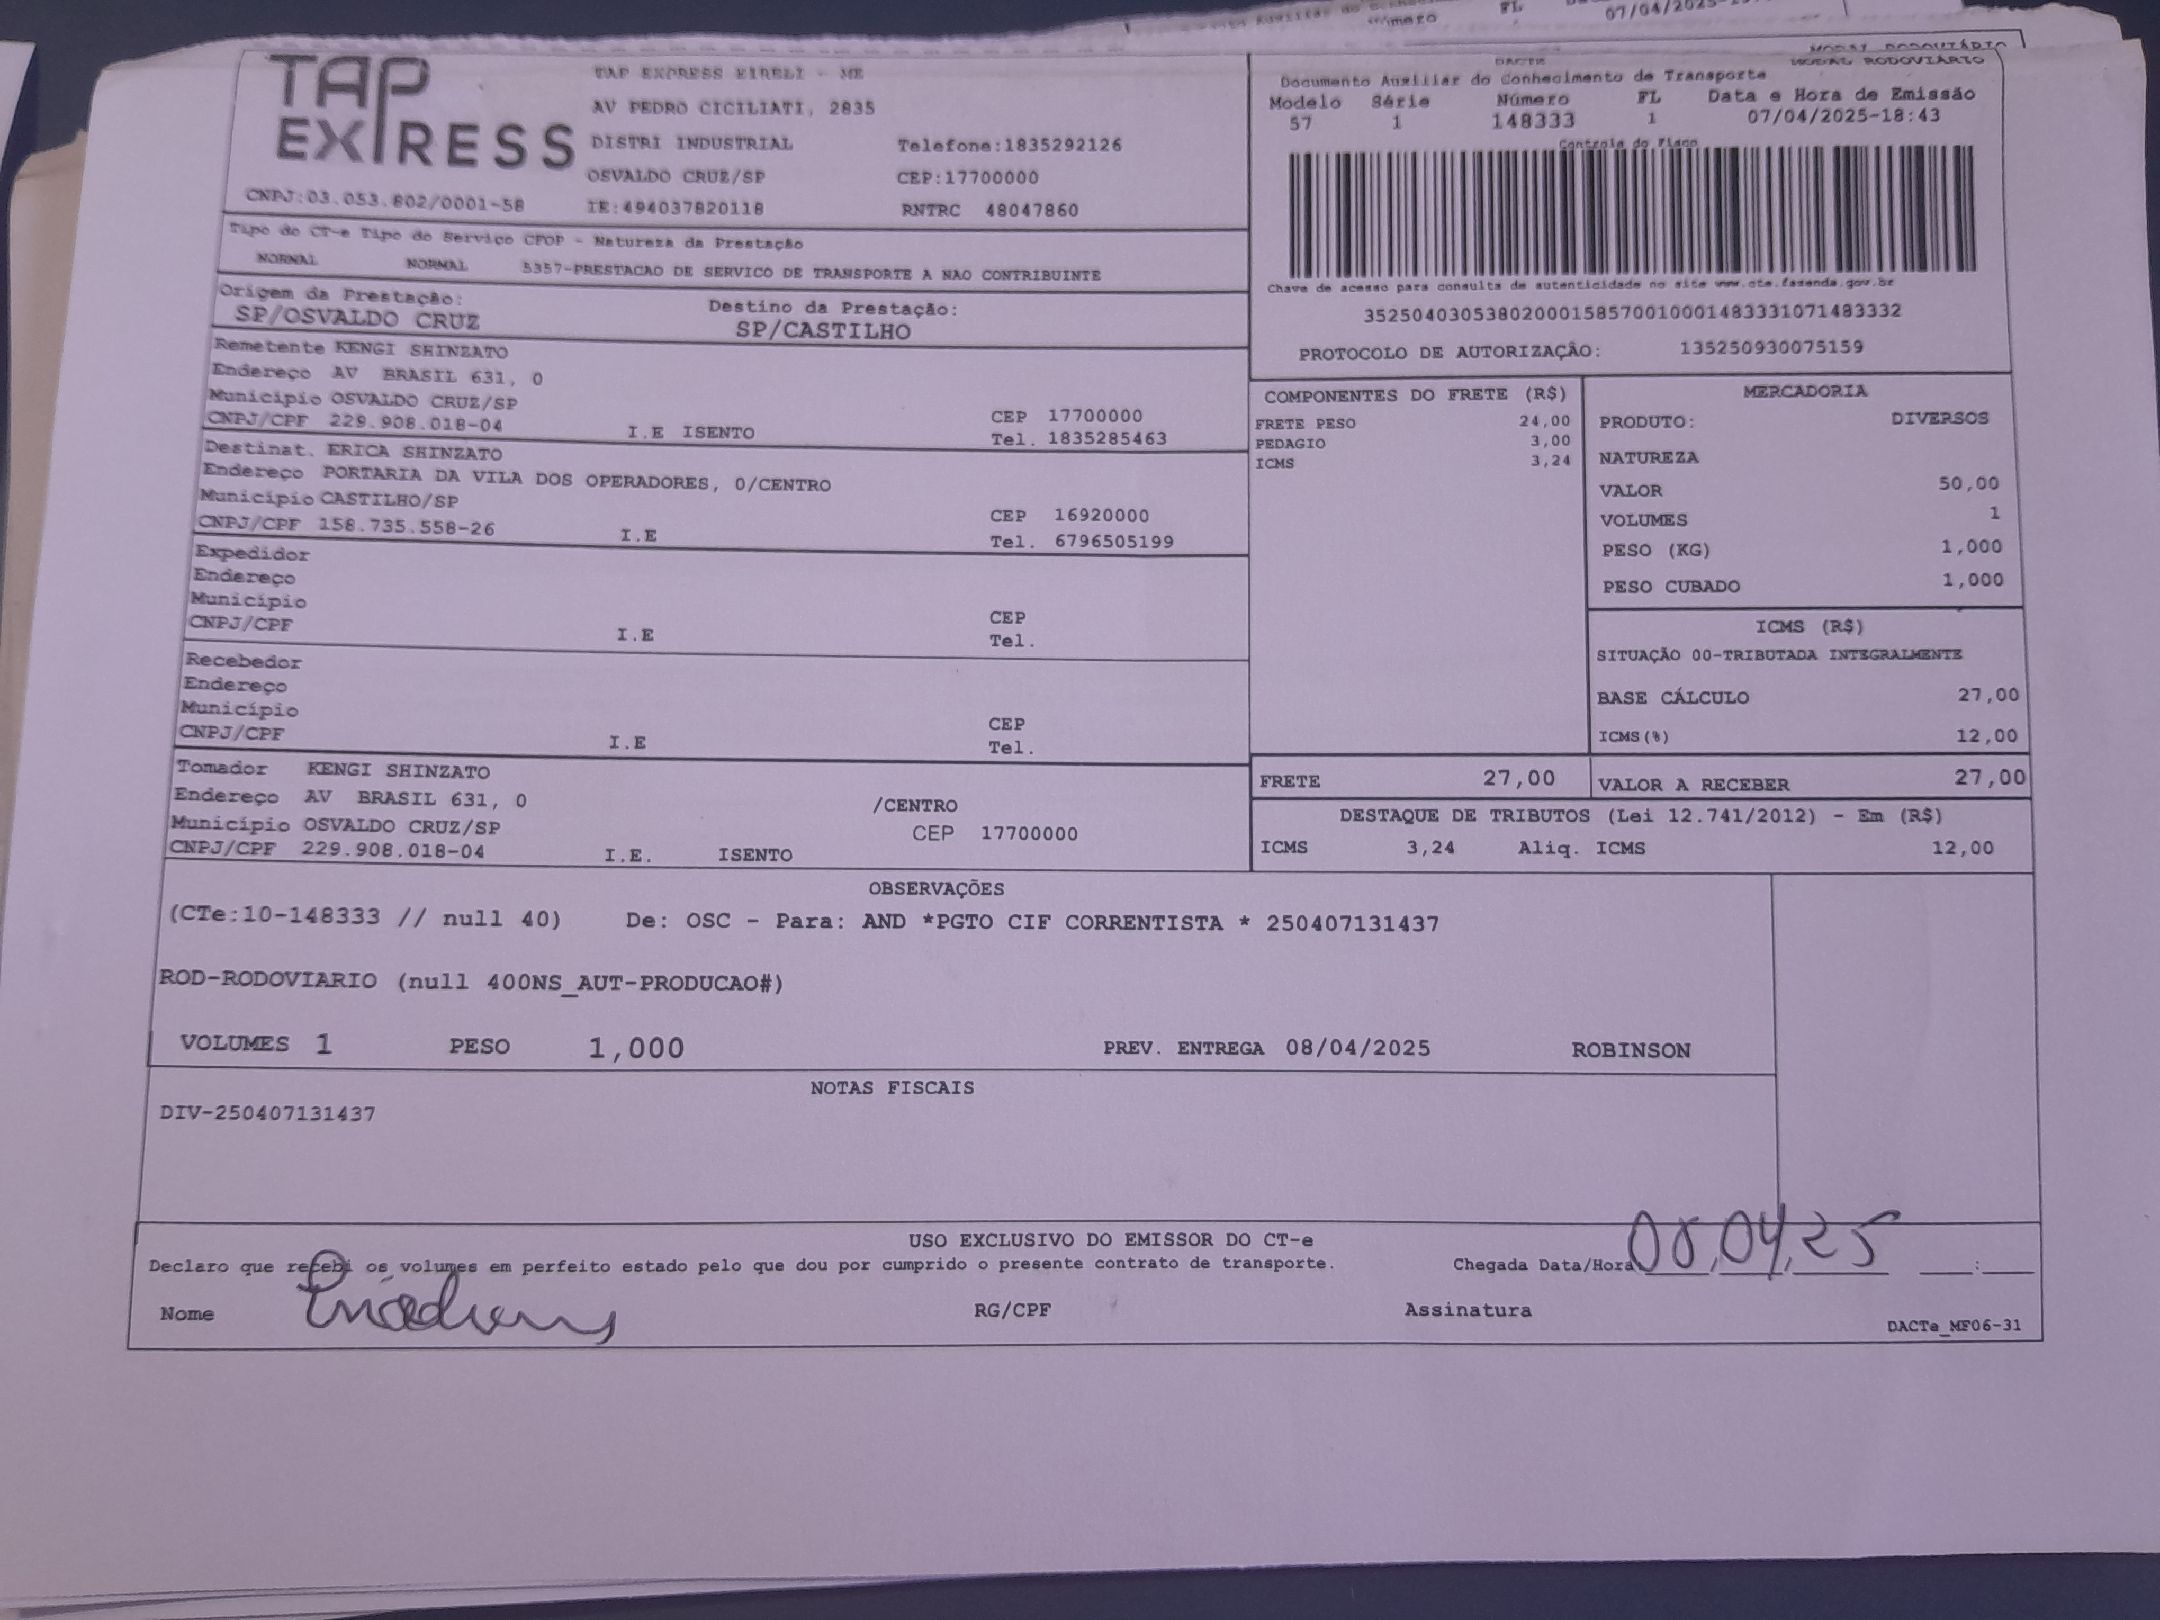 Número FL 07/04/2025
MODAL RODOVIÁRIO
TAP
EXPRESS
CNPJ:03.053.802/0001-58
TAP EXPRESS EIRELI - ME
AV PEDRO CICILIATI, 2835
DISTRI INDUSTRIAL Telefone:1835292126
OSVALDO CRUZ/SP CEP:17700000
IE:494037820118 RNTRC 48047860
DACTE MODAL RODOVIÁRIO
Documento Auxiliar do Conhecimento de Transporte
Modelo Série Número FL Data e Hora de Emissão
57 1 148333 1 07/04/2025-18:43
Controle do Fisco
Chave de acesso para consulta de autenticidade no site www.cte.fazenda.gov.br
35250403053802000158570010001483331071483332
PROTOCOLO DE AUTORIZAÇÃO: 135250930075159
Tipo do CT-e Tipo do Serviço CFOP - Natureza da Prestação
NORMAL NORMAL 5357-PRESTACAO DE SERVICO DE TRANSPORTE A NAO CONTRIBUINTE
Origem da Prestação: Destino da Prestação:
SP/OSVALDO CRUZ SP/CASTILHO
Remetente KENGI SHINZATO
Endereço AV BRASIL 631, 0
Município OSVALDO CRUZ/SP CEP 17700000
CNPJ/CPF 229.908.018-04 I.E ISENTO Tel. 1835285463
Destinat. ERICA SHINZATO
Endereço PORTARIA DA VILA DOS OPERADORES, 0/CENTRO
Município CASTILHO/SP CEP 16920000
CNPJ/CPF 158.735.558-26 I.E Tel. 6796505199
Expedidor
Endereço
Município CEP
CNPJ/CPF I.E Tel.
Recebedor
Endereço
Município CEP
CNPJ/CPF I.E Tel.
Tomador KENGI SHINZATO
Endereço AV BRASIL 631, 0 /CENTRO
Município OSVALDO CRUZ/SP CEP 17700000
CNPJ/CPF 229.908.018-04 I.E. ISENTO
COMPONENTES DO FRETE (R$)
FRETE PESO 24,00
PEDAGIO 3,00
ICMS 3,24
MERCADORIA
PRODUTO: DIVERSOS
NATUREZA
VALOR 50,00
VOLUMES 1
PESO (KG) 1,000
PESO CUBADO 1,000
ICMS (R$)
SITUAÇÃO 00-TRIBUTADA INTEGRALMENTE
BASE CÁLCULO 27,00
ICMS(%) 12,00
FRETE 27,00 VALOR A RECEBER 27,00
DESTAQUE DE TRIBUTOS (Lei 12.741/2012) - Em (R$)
ICMS 3,24 Aliq. ICMS 12,00
OBSERVAÇÕES
(CTe:10-148333 // null 40) De: OSC - Para: AND *PGTO CIF CORRENTISTA * 250407131437
ROD-RODOVIARIO (null 400NS_AUT-PRODUCAO#)
VOLUMES 1 PESO 1,000 PREV. ENTREGA 08/04/2025 ROBINSON
NOTAS FISCAIS
DIV-250407131437
USO EXCLUSIVO DO EMISSOR DO CT-e
Declaro que recebi os volumes em perfeito estado pelo que dou por cumprido o presente contrato de transporte. Chegada Data/Hora 08,04,25 :
Nome RG/CPF Assinatura
DACTe_MF06-31